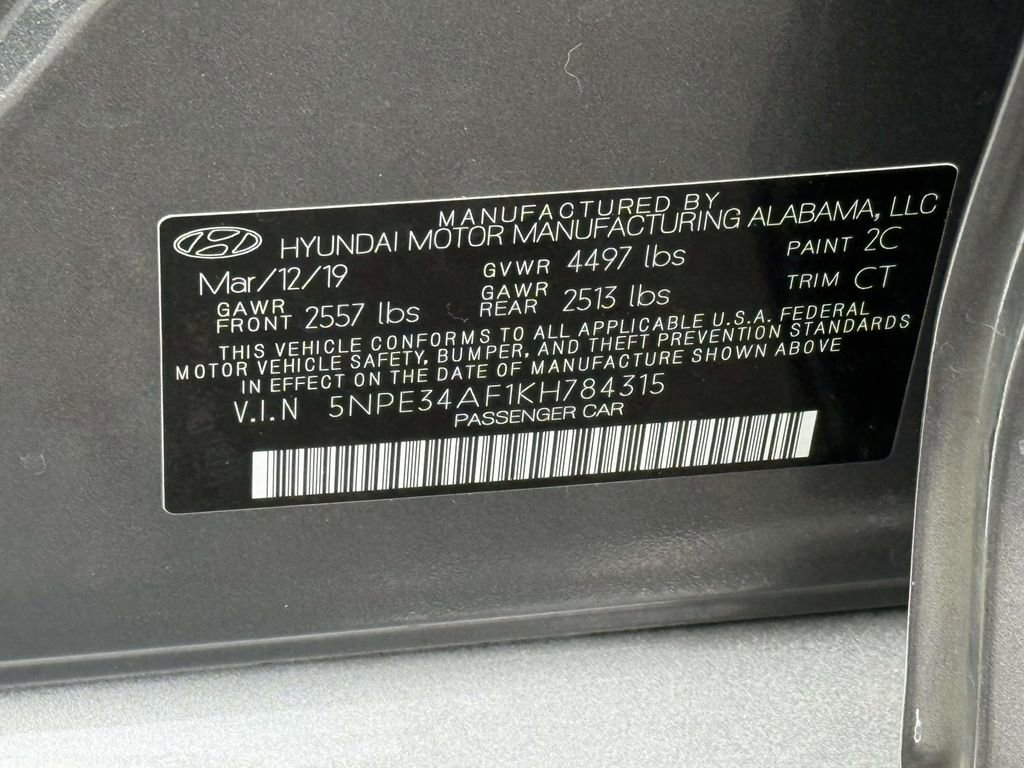 MANUFACTURED BY
HYUNDAI MOTOR MANUFACTURING ALABAMA, LLC
Mar/12/19 GVWR 4497 lbs PAINT 2C
GAWR FRONT 2557 lbs GAWR REAR 2513 lbs TRIM CT
THIS VEHICLE CONFORMS TO ALL APPLICABLE U.S.A. FEDERAL
MOTOR VEHICLE SAFETY, BUMPER, AND THEFT PREVENTION STANDARDS
IN EFFECT ON THE DATE OF MANUFACTURE SHOWN ABOVE
V.I.N 5NPE34AF1KH784315
PASSENGER CAR